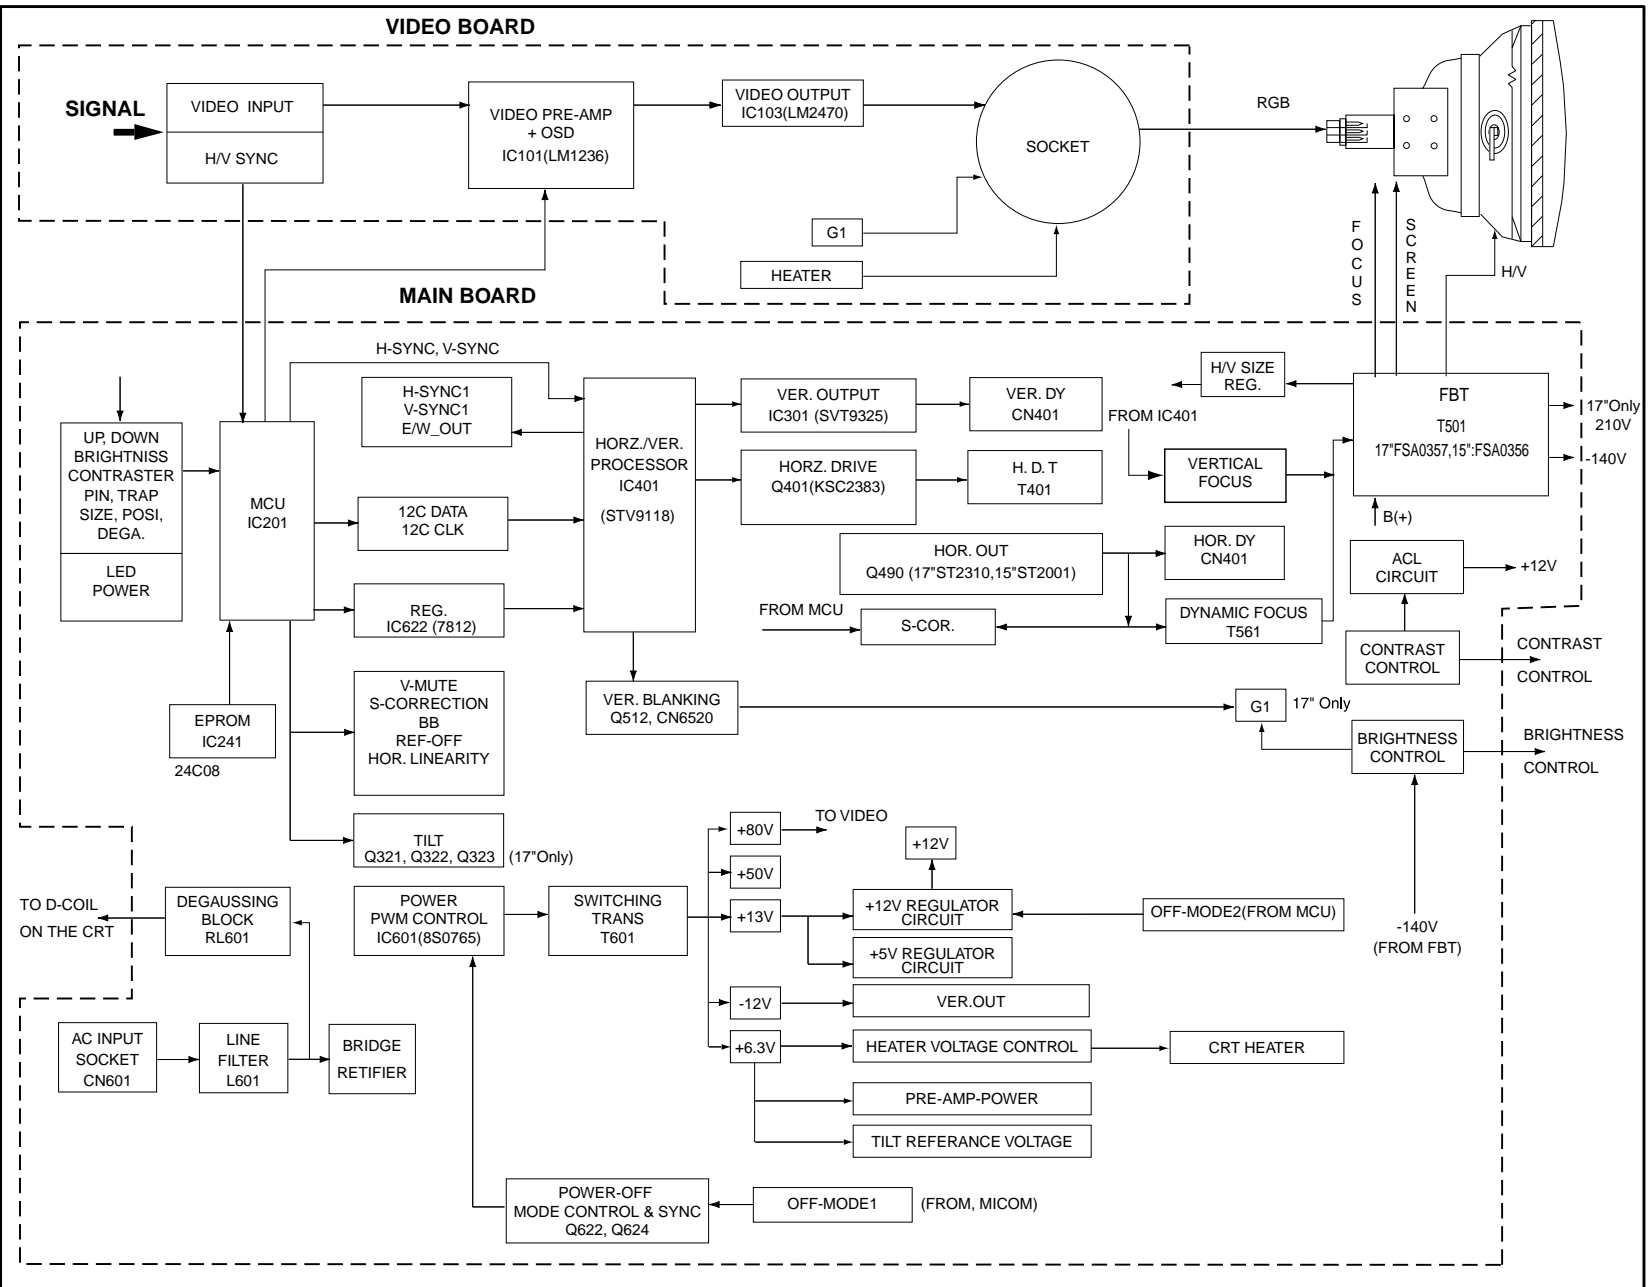 VIDEO BOARD
SIGNAL
VIDEO INPUT
H/V SYNC
VIDEO PRE-AMP
+ OSD
IC101(LM1236)
VIDEO OUTPUT
IC103(LM2470)
SOCKET
RGB
G1
HEATER
FOCUS
SCREEN
H/V
MAIN BOARD
H-SYNC, V-SYNC
H-SYNC1
V-SYNC1
E/W_OUT
UP, DOWN
BRIGHTNISS
CONTRASTER
PIN, TRAP
SIZE, POSI,
DEGA.
LED
POWER
MCU
IC201
12C DATA
12C CLK
REG.
IC622 (7812)
HORZ./VER.
PROCESSOR
IC401
(STV9118)
VER. OUTPUT
IC301 (SVT9325)
VER. DY
CN401
HORZ. DRIVE
Q401(KSC2383)
H. D. T
T401
H/V SIZE
REG.
FROM IC401
VERTICAL
FOCUS
FBT
T501
17"FSA0357,15":FSA0356
17"Only
210V
-140V
B(+)
HOR. OUT
Q490 (17"ST2310,15"ST2001)
HOR. DY
CN401
ACL
CIRCUIT
+12V
FROM MCU
S-COR.
DYNAMIC FOCUS
T561
CONTRAST
CONTROL
CONTRAST
CONTROL
EPROM
IC241
24C08
V-MUTE
S-CORRECTION
BB
REF-OFF
HOR. LINEARITY
VER. BLANKING
Q512, CN6520
G1
17" Only
BRIGHTNESS
CONTROL
BRIGHTNESS
CONTROL
TILT
Q321, Q322, Q323
(17"Only)
+80V
TO VIDEO
+12V
+50V
TO D-COIL
ON THE CRT
DEGAUSSING
BLOCK
RL601
POWER
PWM CONTROL
IC601(8S0765)
SWITCHING
TRANS
T601
+13V
+12V REGULATOR
CIRCUIT
OFF-MODE2(FROM MCU)
-140V
(FROM FBT)
+5V REGULATOR
CIRCUIT
-12V
VER.OUT
AC INPUT
SOCKET
CN601
LINE
FILTER
L601
BRIDGE
RETIFIER
+6.3V
HEATER VOLTAGE CONTROL
CRT HEATER
PRE-AMP-POWER
TILT REFERANCE VOLTAGE
POWER-OFF
MODE CONTROL & SYNC
Q622, Q624
OFF-MODE1
(FROM, MICOM)